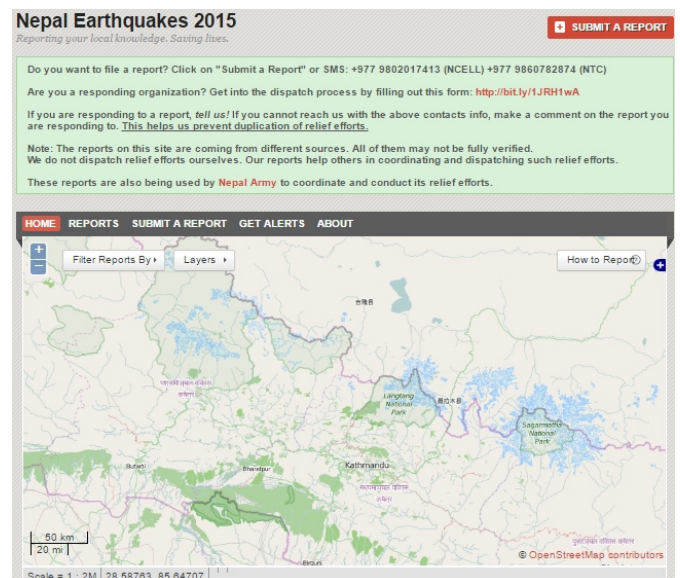 Nepal Earthquakes 2015
Reporting your local knowledge. Saving lives.
SUBMIT A REPORT
Do you want to file a report? Click on "Submit a Report" or SMS: +977 9802017413 (NCELL) +977 9860782874 (NTC)
Are you a responding organization? Get into the dispatch process by filling out this form: http://bit.ly/1JRH1wA
If you are responding to a report, tell us! If you cannot reach us with the above contacts info, make a comment on the report you
are responding to. This helps us prevent duplication of relief efforts.
Note: The reports on this site are coming from different sources. All of them may not be fully verified.
We do not dispatch relief efforts ourselves. Our reports help others in coordinating and dispatching such relief efforts.
These reports are also being used by Nepal Army to coordinate and conduct its relief efforts.
HOME REPORTS SUBMIT A REPORT GET ALERTS ABOUT
Filter Reports By Layers How to Report
Langtang
National
Park
Sagarmatha
National
Park
Butwal
Bharatpur
Kathmandu
Birgunj
50 km
20 mi
© OpenStreetMap contributors
Scale = 1 : 2M 28.58763, 85.64707